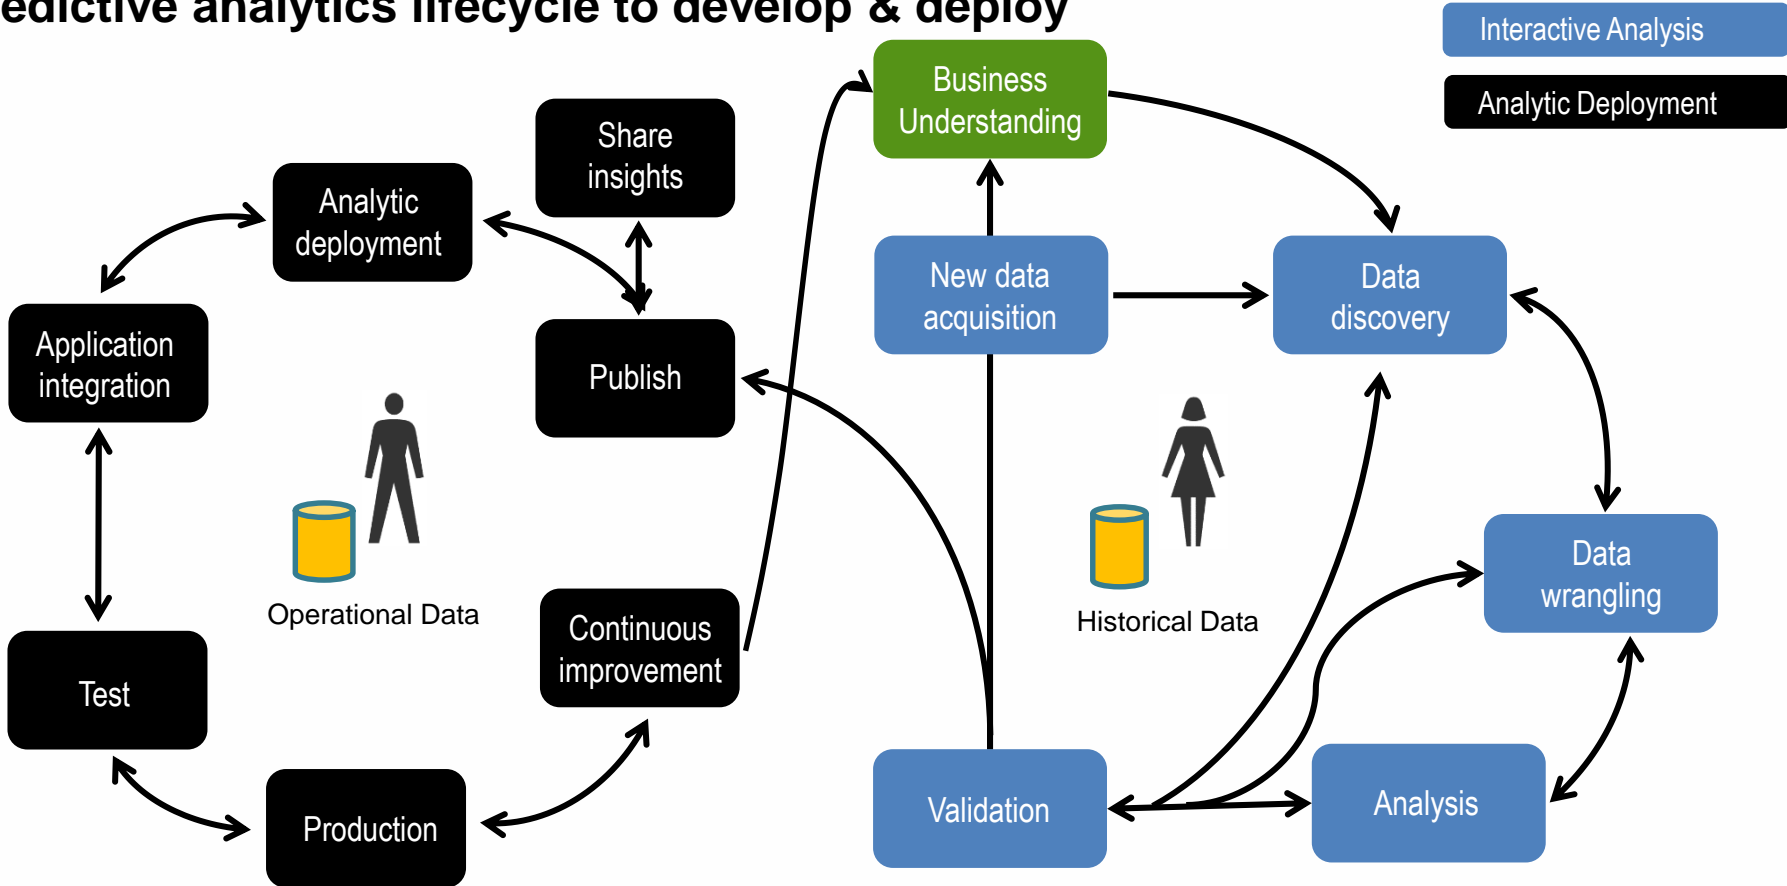 edictive analytics lifecycle to develop & deploy
Interactive Analysis
Analytic Deployment
Business
Understanding
Share
insights
Analytic
deployment
New data
acquisition
Data
discovery
Application
integration
Publish
Data
wrangling
Operational Data
Historical Data
Continuous
improvement
Test
Production
Validation
Analysis